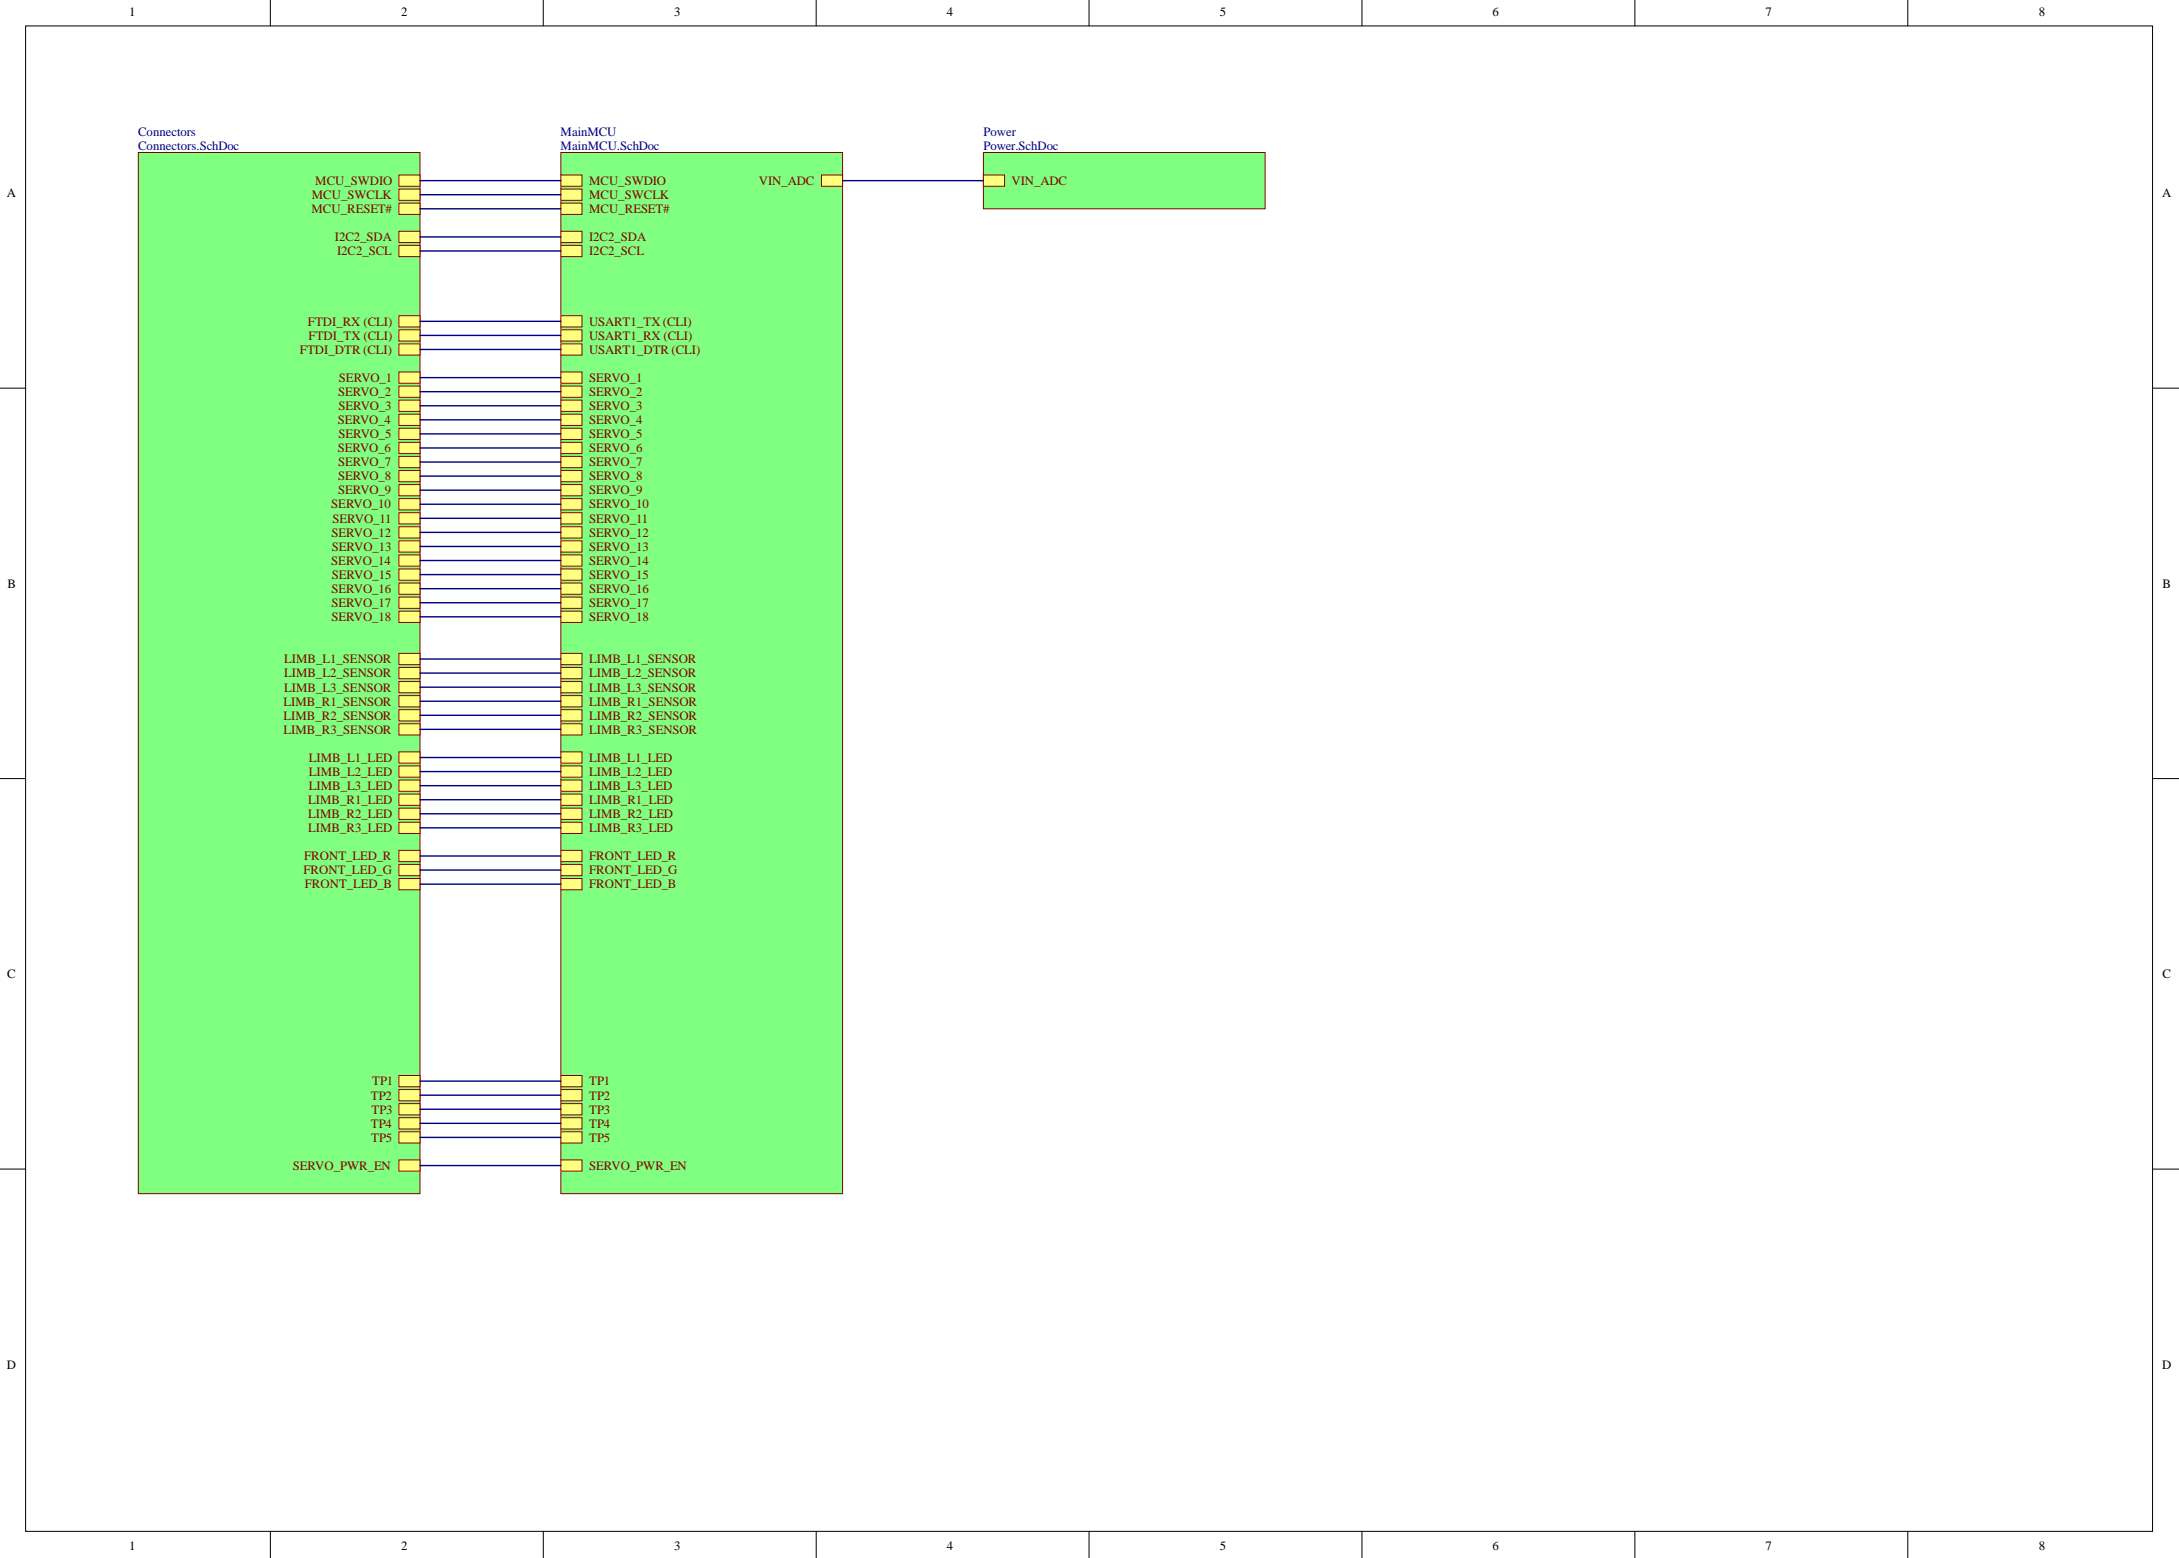 1 2 3 4 5 6 7 8
Connectors
Connectors.SchDoc
MCU_SWDIO
MCU_SWCLK
MCU_RESET#
I2C2_SDA
I2C2_SCL
FTDI_RX (CLI)
FTDI_TX (CLI)
FTDI_DTR (CLI)
SERVO_1
SERVO_2
SERVO_3
SERVO_4
SERVO_5
SERVO_6
SERVO_7
SERVO_8
SERVO_9
SERVO_10
SERVO_11
SERVO_12
SERVO_13
SERVO_14
SERVO_15
SERVO_16
SERVO_17
SERVO_18
LIMB_L1_SENSOR
LIMB_L2_SENSOR
LIMB_L3_SENSOR
LIMB_R1_SENSOR
LIMB_R2_SENSOR
LIMB_R3_SENSOR
LIMB_L1_LED
LIMB_L2_LED
LIMB_L3_LED
LIMB_R1_LED
LIMB_R2_LED
LIMB_R3_LED
FRONT_LED_R
FRONT_LED_G
FRONT_LED_B
TP1
TP2
TP3
TP4
TP5
SERVO_PWR_EN
MainMCU
MainMCU.SchDoc
MCU_SWDIO
MCU_SWCLK
MCU_RESET#
I2C2_SDA
I2C2_SCL
USART1_TX (CLI)
USART1_RX (CLI)
USART1_DTR (CLI)
SERVO_1
SERVO_2
SERVO_3
SERVO_4
SERVO_5
SERVO_6
SERVO_7
SERVO_8
SERVO_9
SERVO_10
SERVO_11
SERVO_12
SERVO_13
SERVO_14
SERVO_15
SERVO_16
SERVO_17
SERVO_18
LIMB_L1_SENSOR
LIMB_L2_SENSOR
LIMB_L3_SENSOR
LIMB_R1_SENSOR
LIMB_R2_SENSOR
LIMB_R3_SENSOR
LIMB_L1_LED
LIMB_L2_LED
LIMB_L3_LED
LIMB_R1_LED
LIMB_R2_LED
LIMB_R3_LED
FRONT_LED_R
FRONT_LED_G
FRONT_LED_B
TP1
TP2
TP3
TP4
TP5
SERVO_PWR_EN
VIN_ADC
Power
Power.SchDoc
VIN_ADC
A
B
C
D
A
B
C
D
1 2 3 4 5 6 7 8